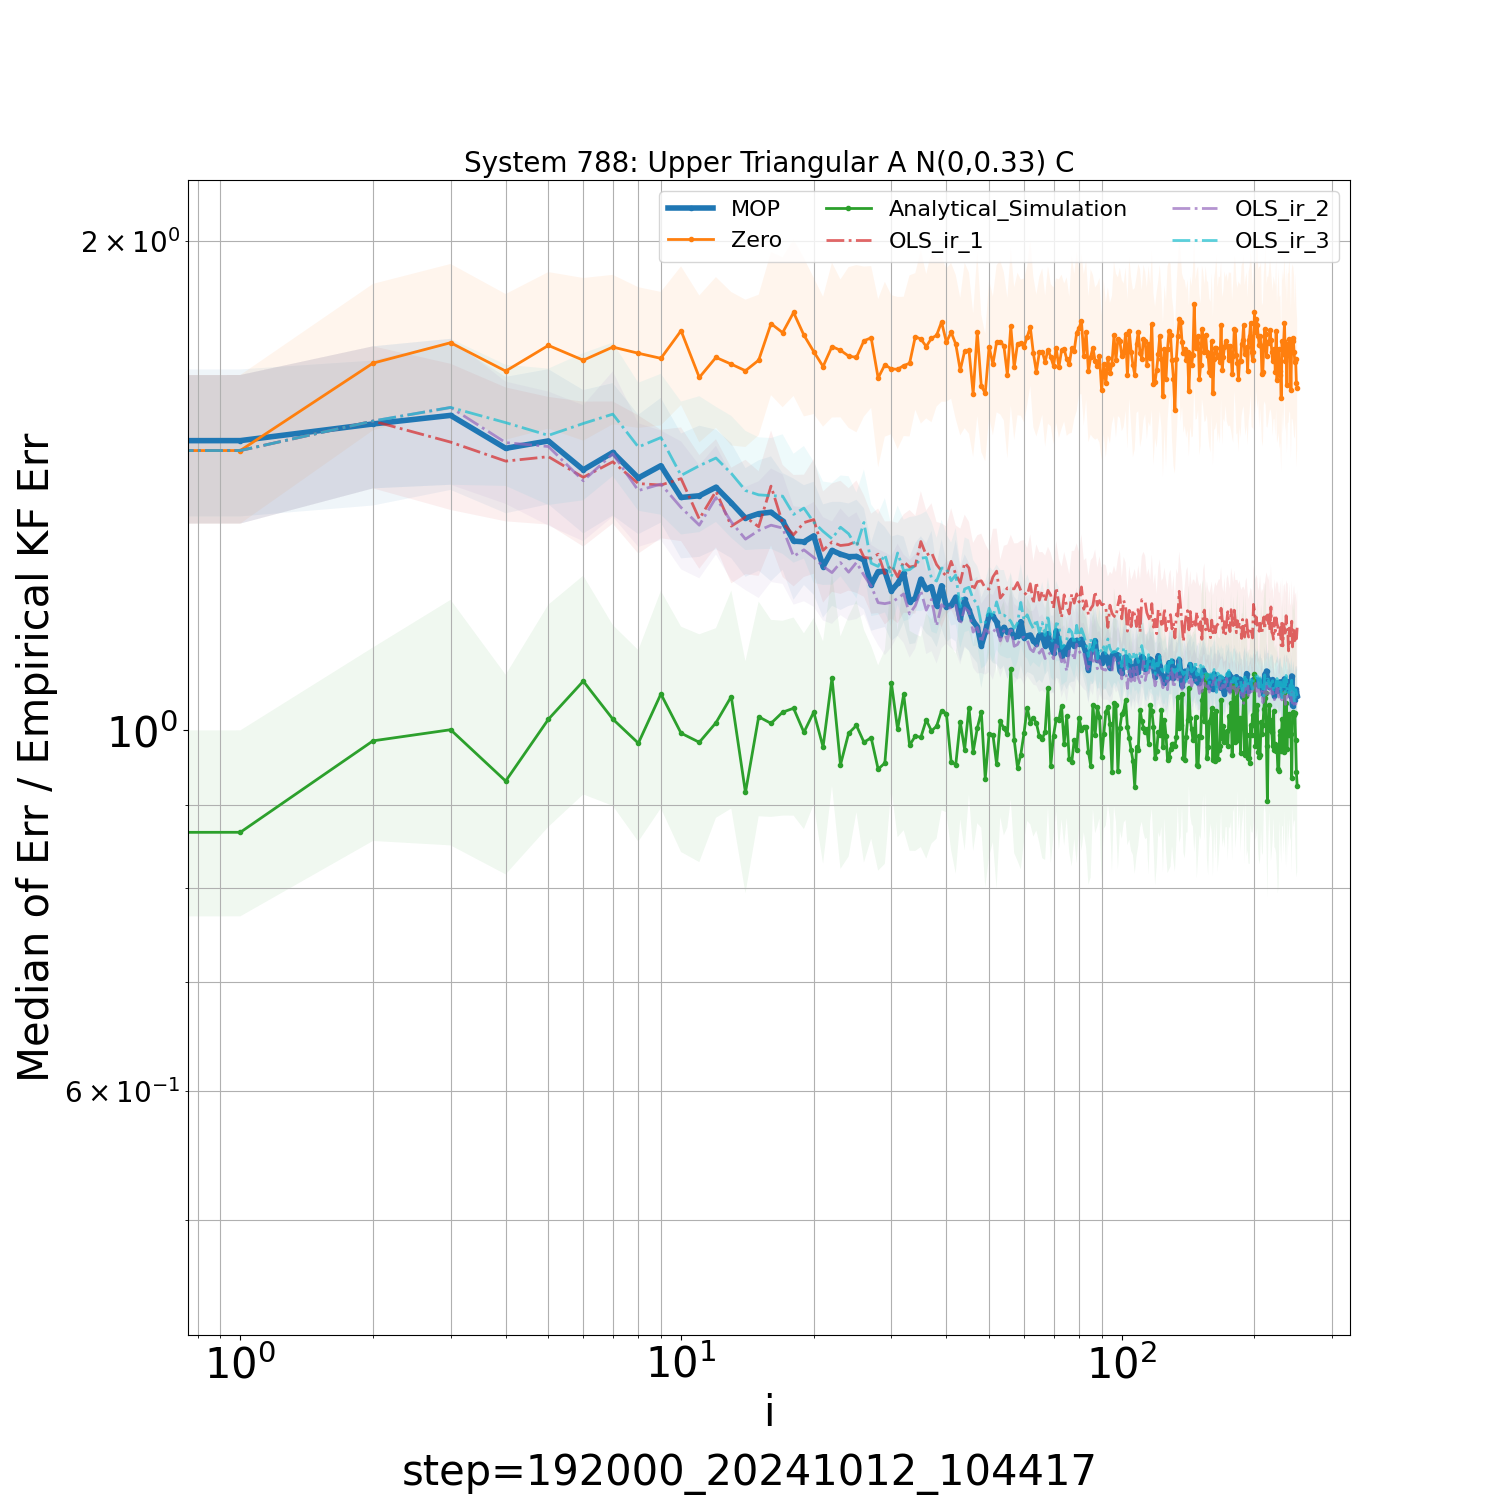 System 788: Upper Triangular A N(0,0.33) C
MOP
Zero
Analytical_Simulation
OLS_ir_1
OLS_ir_2
OLS_ir_3
2 × 10⁰
10⁰
6 × 10⁻¹
Median of Err / Empirical KF Err
10⁰ 10¹ 10²
i
step=192000_20241012_104417